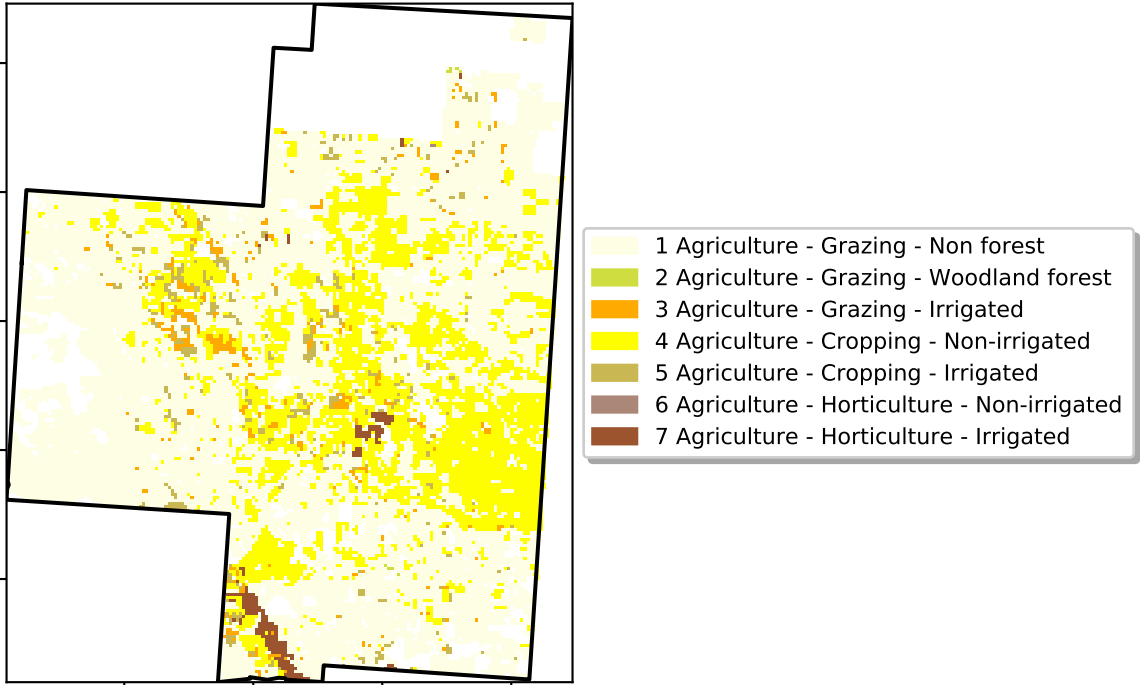 1 Agriculture - Grazing - Non forest
2 Agriculture - Grazing - Woodland forest
3 Agriculture - Grazing - Irrigated
4 Agriculture - Cropping - Non-irrigated
5 Agriculture - Cropping - Irrigated
6 Agriculture - Horticulture - Non-irrigated
7 Agriculture - Horticulture - Irrigated